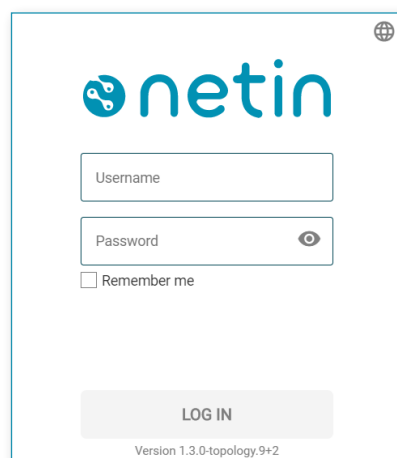 netin
Username
Password
Remember me
LOG IN
Version 1.3.0-topology.9+2